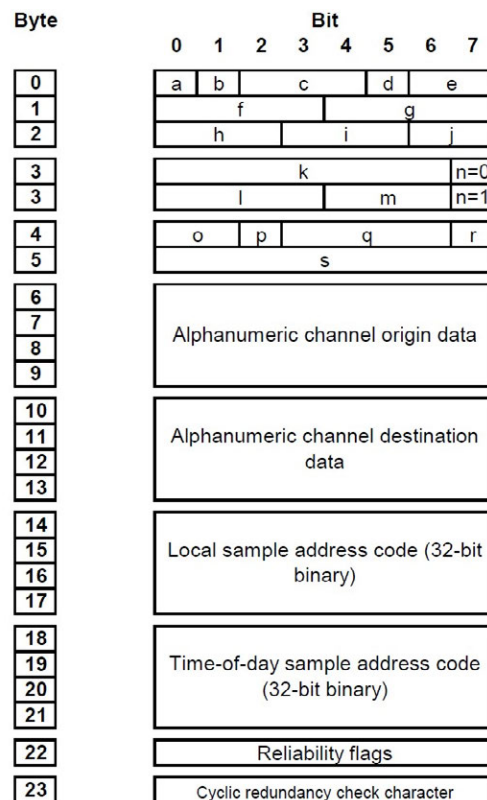 Byte Bit
0 1 2 3 4 5 6 7
0 a b c d e
1 f g
2 h i j
3 k n=0
3 l m n=1
4 o p q r
5 s
6
7
8
9
Alphanumeric channel origin data
10
11
12
13
Alphanumeric channel destination
data
14
15
16
17
Local sample address code (32-bit
binary)
18
19
20
21
Time-of-day sample address code
(32-bit binary)
22 Reliability flags
23 Cyclic redundancy check character